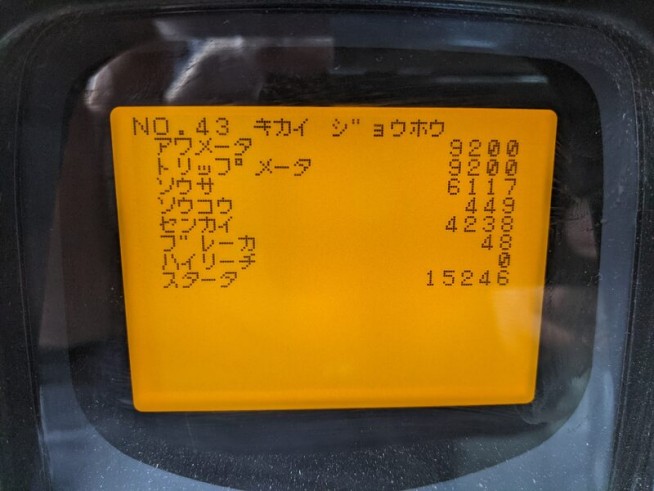 NO.43 キカイ ジョウホウ
アワメータ 9200
トリップメータ 9200
ソウサ 6117
ソウコウ 449
センカイ 4238
ブレーカ 48
ハイリーチ 0
スタータ 15246